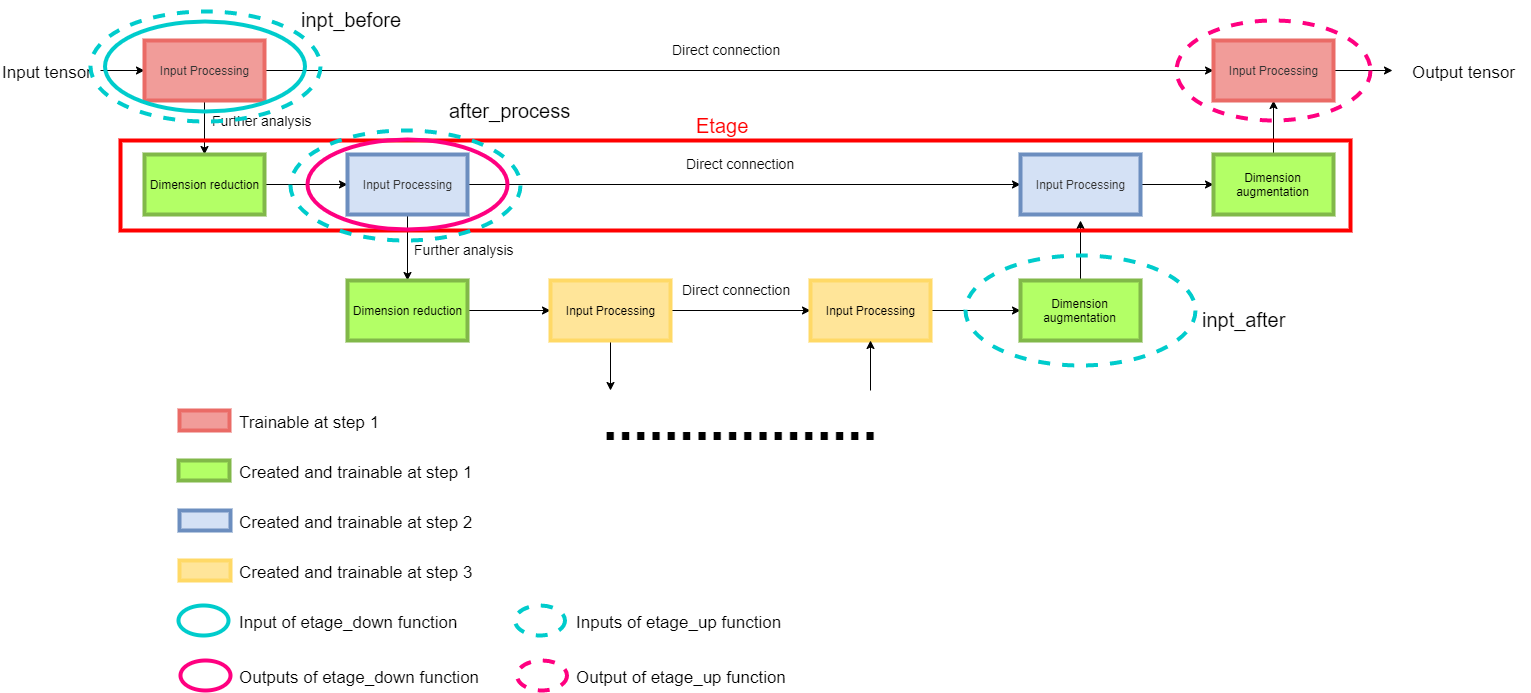 inpt_before
Input tensor
Input Processing
Direct connection
Input Processing
Output tensor
Further analysis
after_process
Etage
Dimension reduction
Input Processing
Direct connection
Input Processing
Dimension
augmentation
Further analysis
Dimension reduction
Input Processing
Direct connection
Input Processing
Dimension
augmentation
inpt_after
Trainable at step 1
Created and trainable at step 1
Created and trainable at step 2
Created and trainable at step 3
Input of etage_down function
Inputs of etage_up function
Outputs of etage_down function
Output of etage_up function